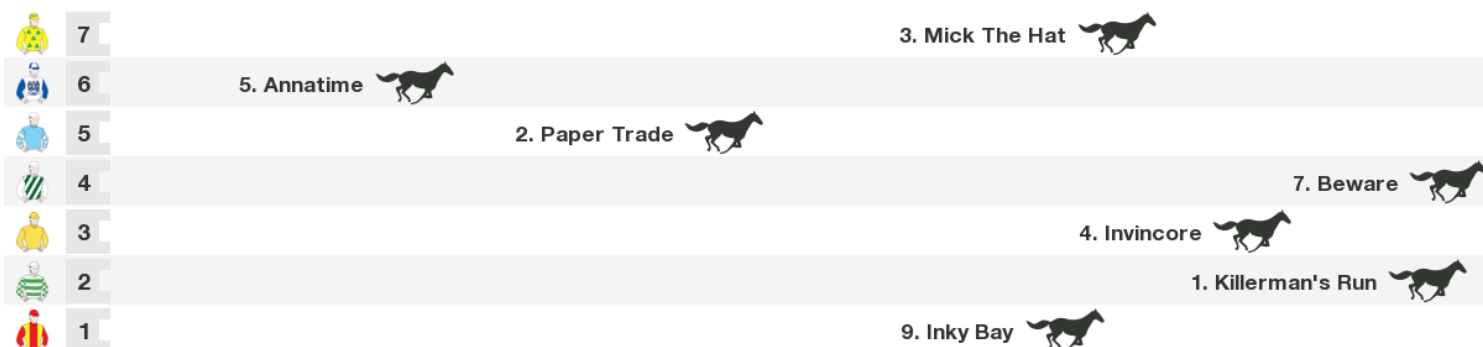 7 3. Mick The Hat
6 5. Annatime
5 2. Paper Trade
4 7. Beware
3 4. Invincore
2 1. Killerman's Run
1 9. Inky Bay